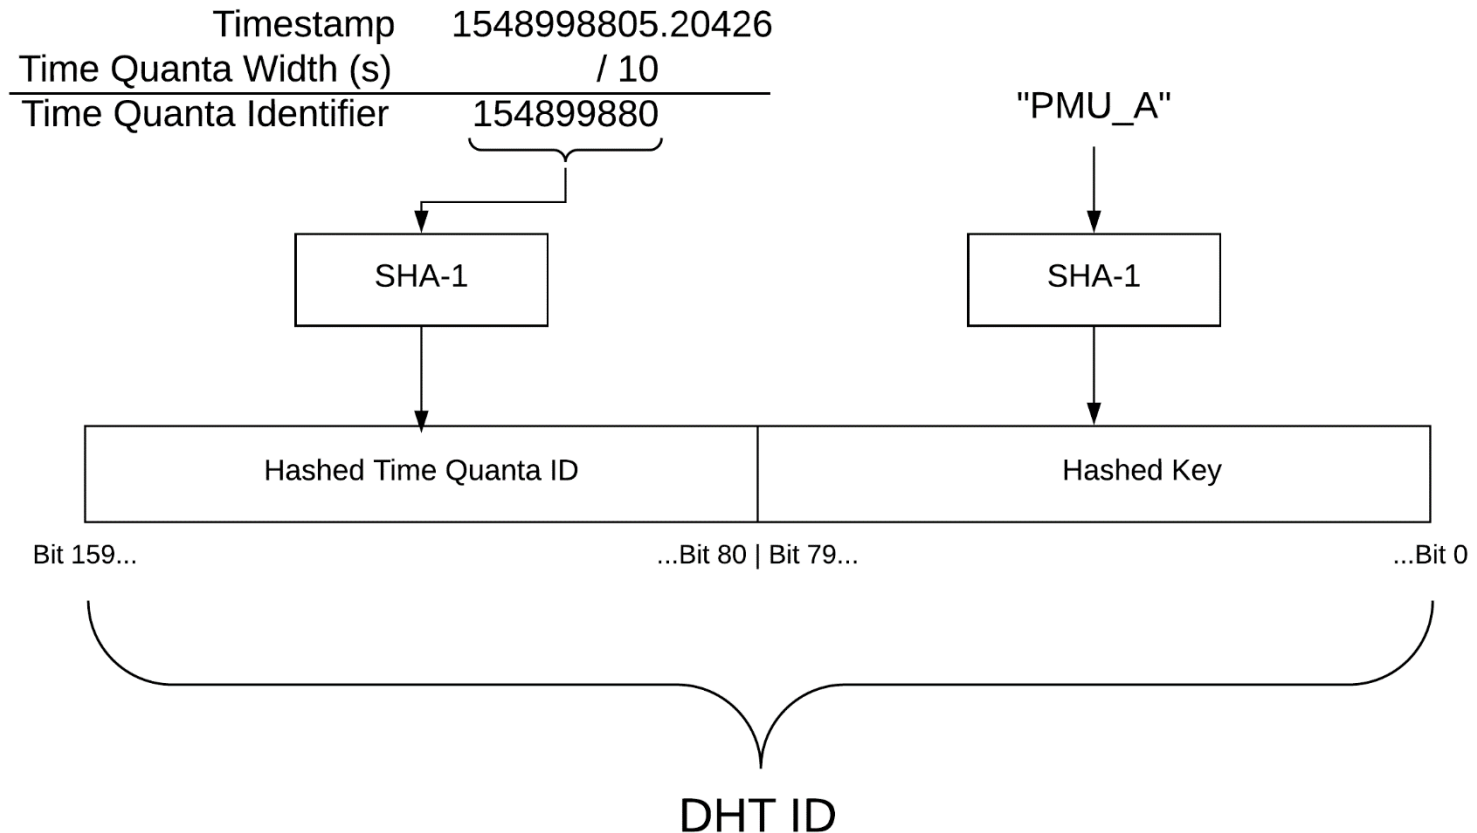 Timestamp 1548998805.20426
Time Quanta Width (s) / 10
Time Quanta Identifier 154899880
"PMU_A"
SHA-1
SHA-1
Hashed Time Quanta ID
Hashed Key
Bit 159... ...Bit 80 | Bit 79... ...Bit 0
DHT ID